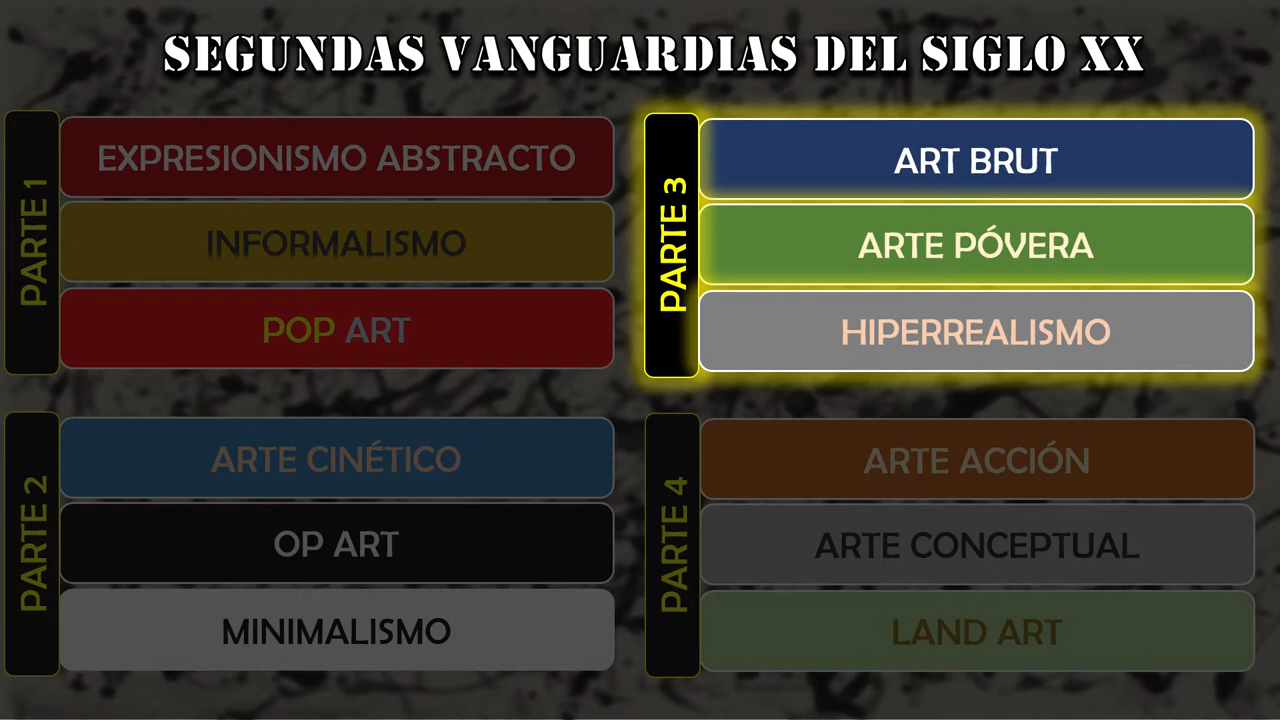 SEGUNDAS VANGUARDIAS DEL SIGLO XX
PARTE 1
EXPRESIONISMO ABSTRACTO
INFORMALISMO
POP ART
PARTE 2
ARTE CINÉTICO
OP ART
MINIMALISMO
PARTE 3
ART BRUT
ARTE PÓVERA
HIPERREALISMO
PARTE 4
ARTE ACCIÓN
ARTE CONCEPTUAL
LAND ART